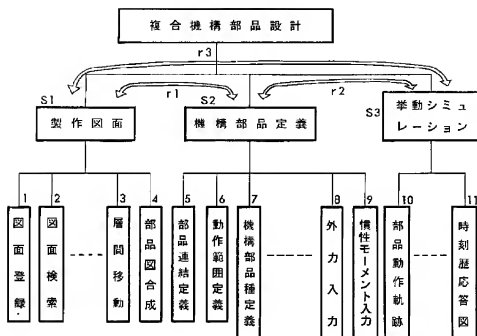 複合機構部品設計
r3
S1
r1
S2
r2
S3
製作図面
機構部品定義
挙動シミュ
レーション
1
2
3
4
5
6
7
8
9
10
11
図面登録
図面検索
層間移動
部品図合成
部品連結定義
動作範囲定義
機構部品種定義
外力入力
慣性モーメント入力
部品動作軌跡
時刻歴応答図